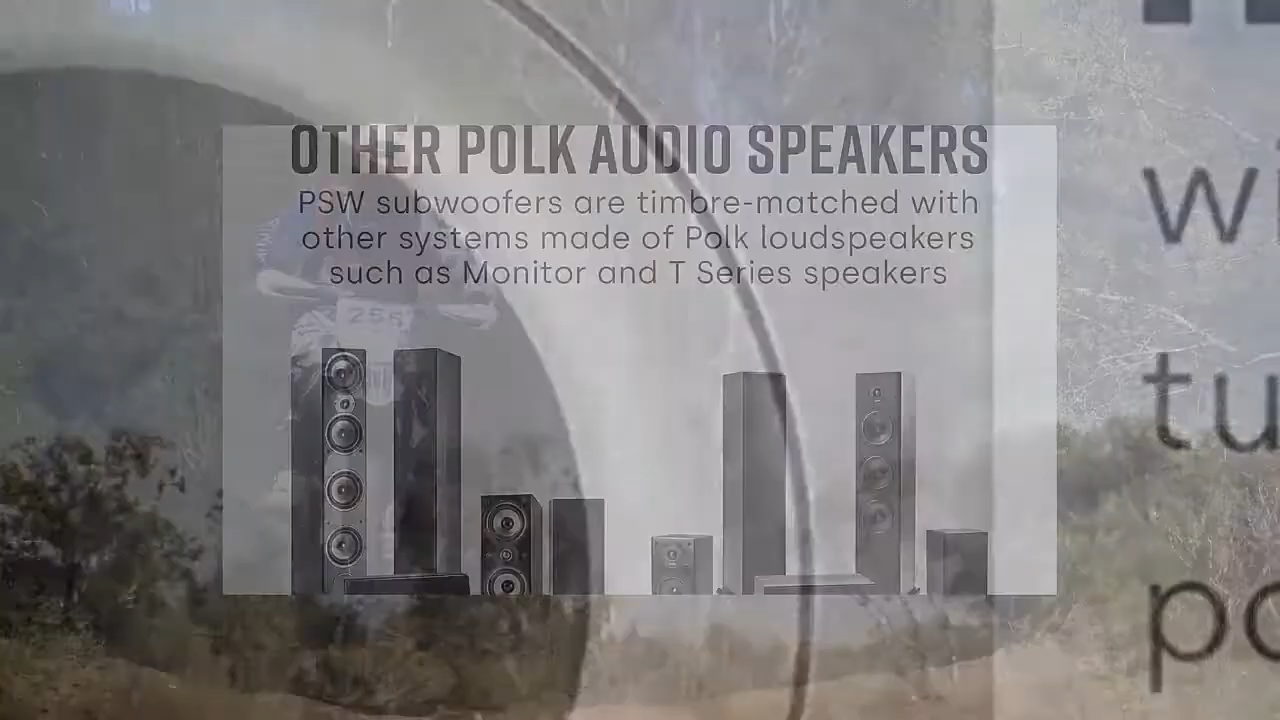 OTHER POLK AUDIO SPEAKERS
PSW subwoofers are timbre-matched with
other systems made of Polk loudspeakers
such as Monitor and T Series speakers
256